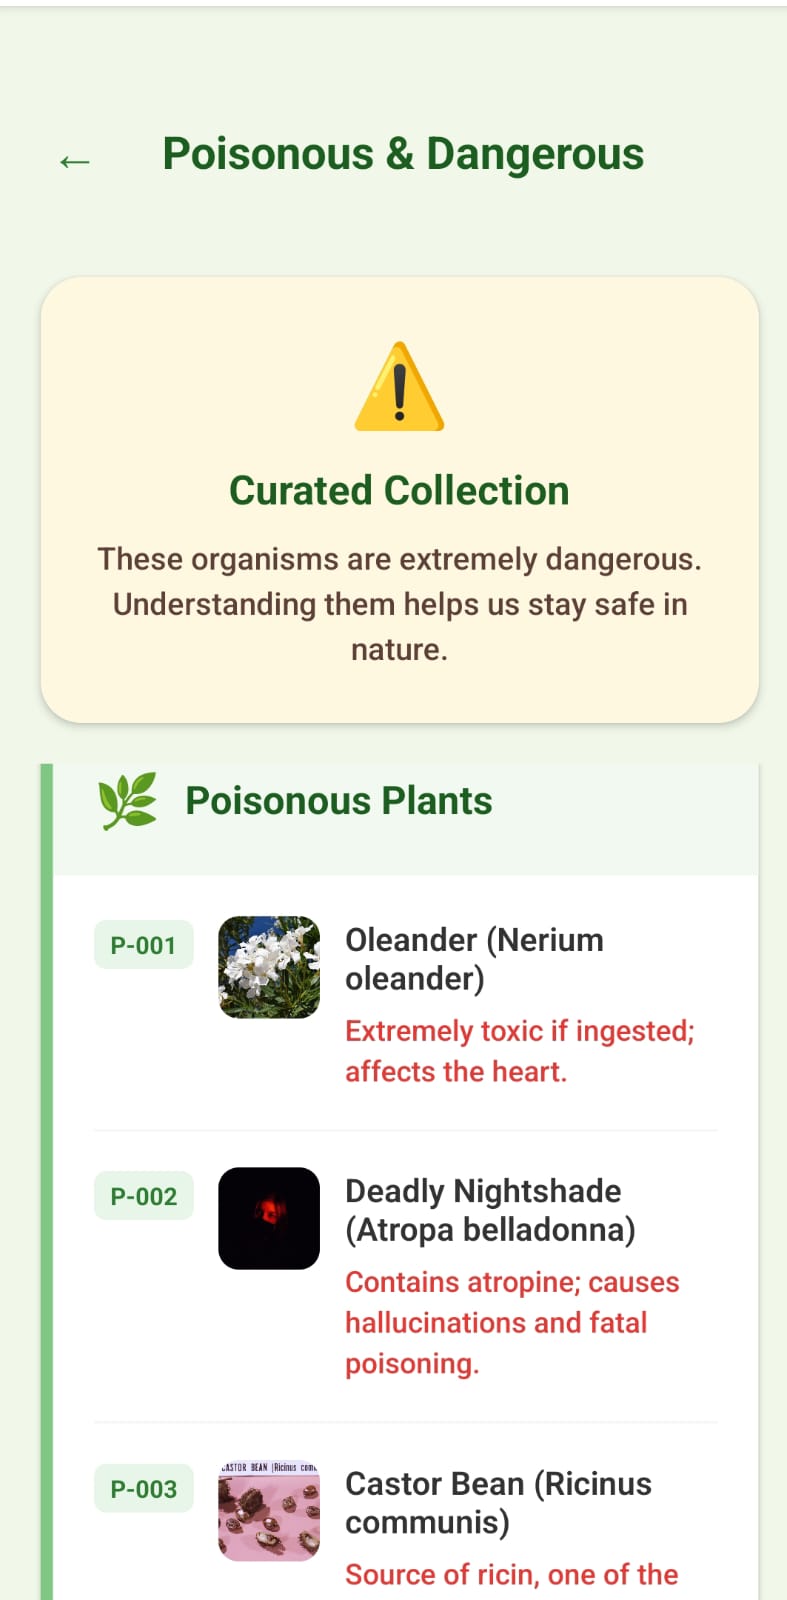 ← Poisonous & Dangerous
Curated Collection
These organisms are extremely dangerous.
Understanding them helps us stay safe in
nature.
Poisonous Plants
P-001
Oleander (Nerium
oleander)
Extremely toxic if ingested;
affects the heart.
P-002
Deadly Nightshade
(Atropa belladonna)
Contains atropine; causes
hallucinations and fatal
poisoning.
P-003
CASTOR BEAN (Ricinus
Castor Bean (Ricinus
communis)
Source of ricin, one of the